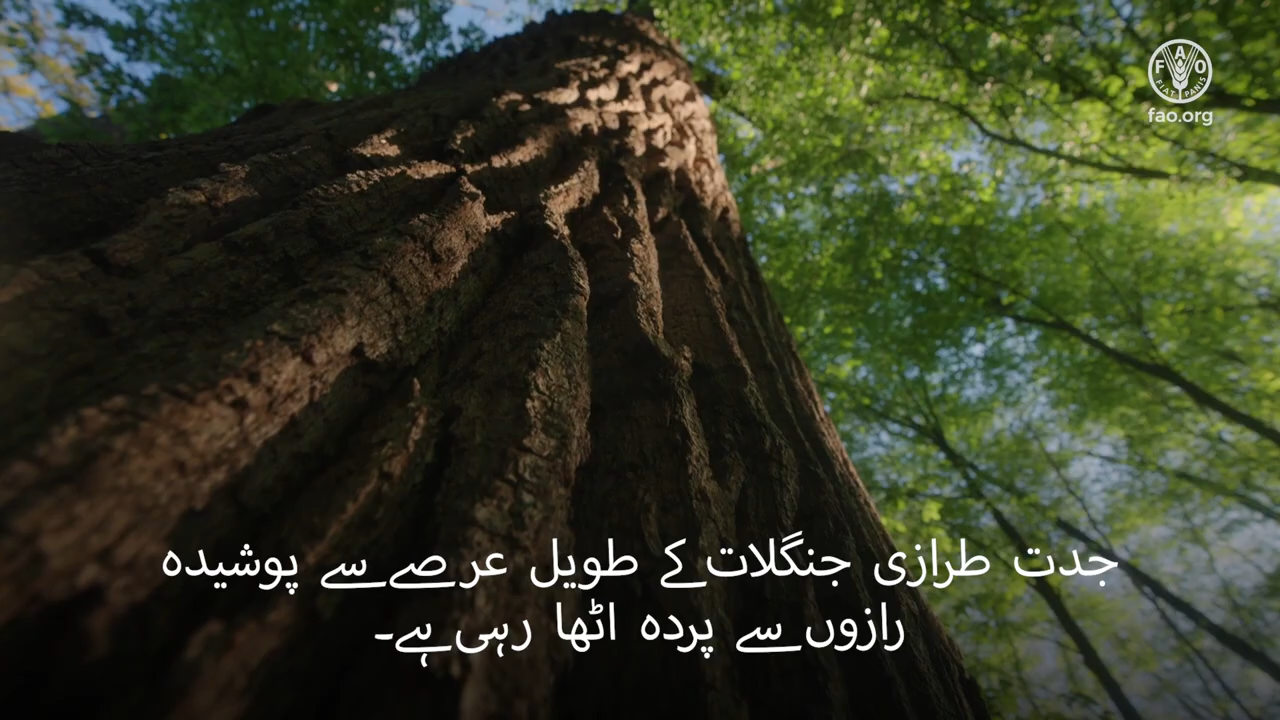 FAO
FIAT PANIS
fao.org
جدت طرازی جنگلات کے طویل عرصے سے پوشیدہ
رازوں سے پردہ اٹھا رہی ہے۔